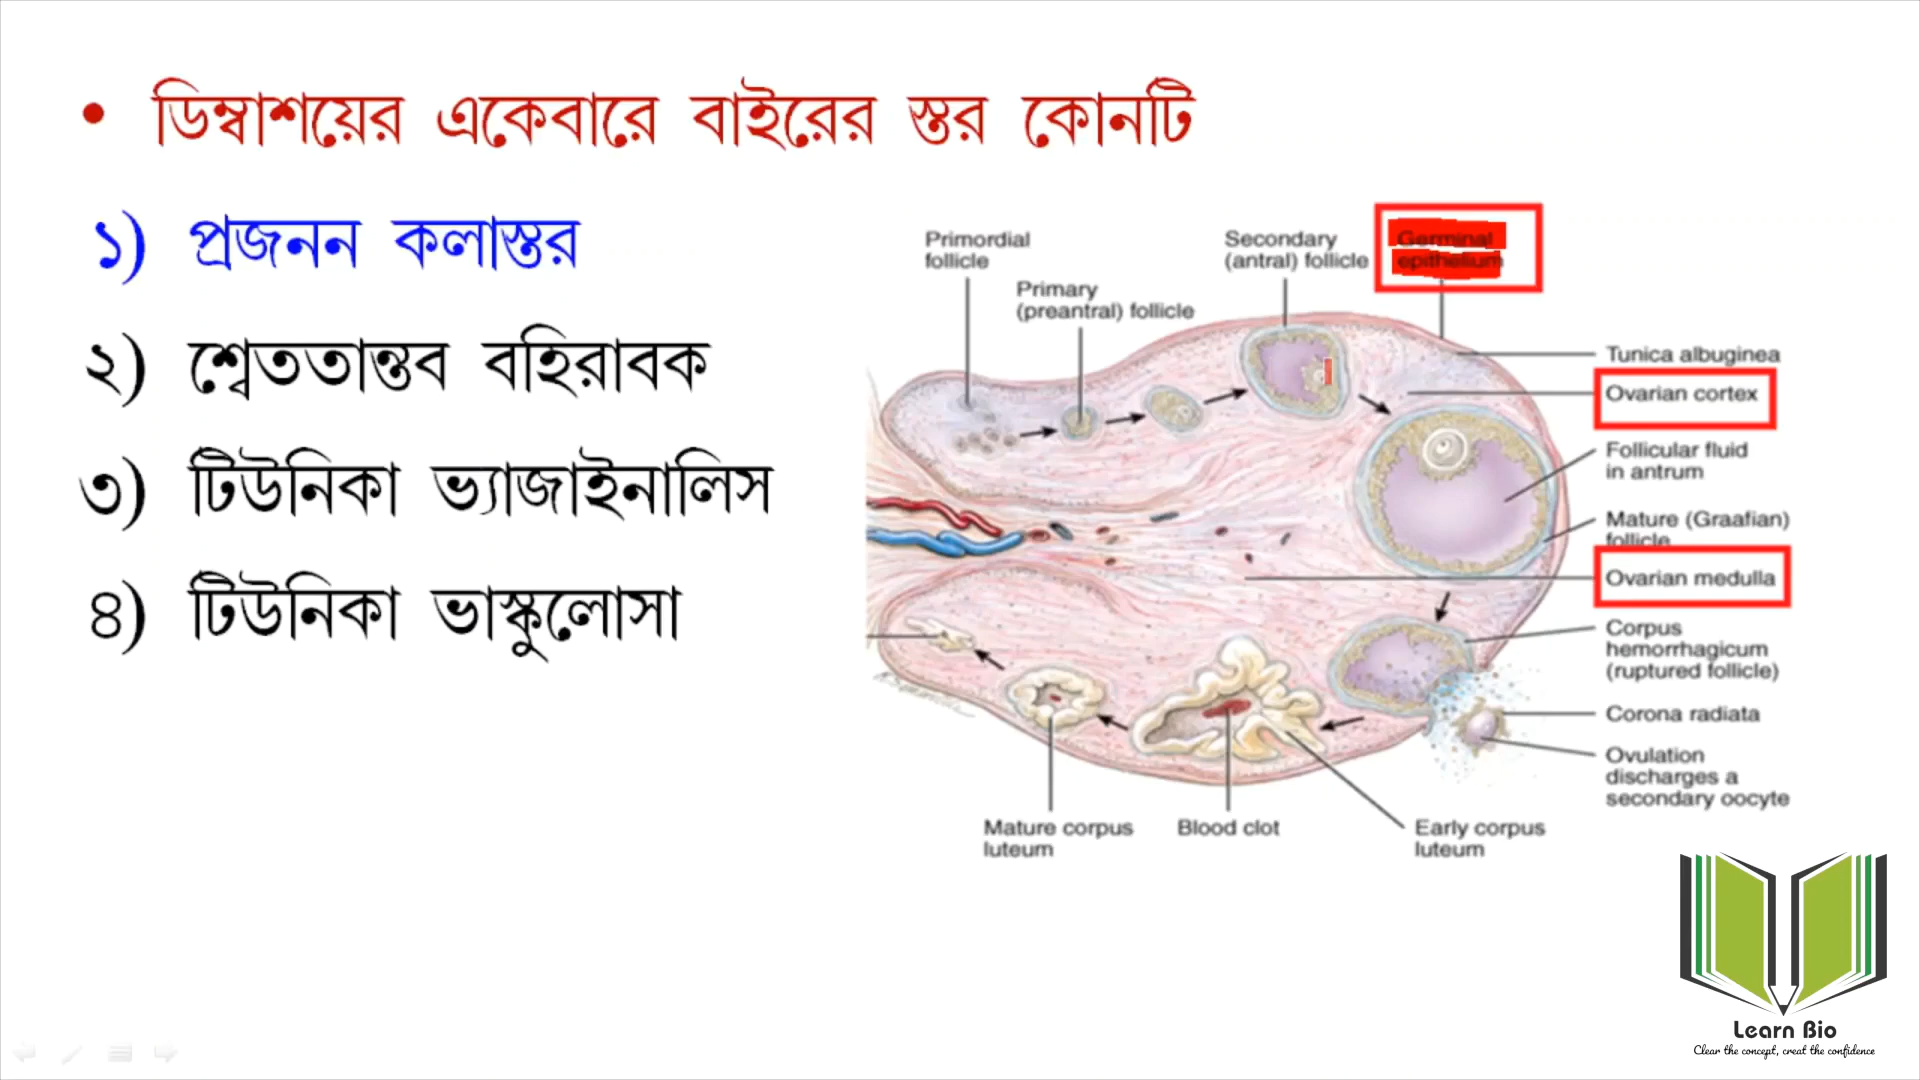 • ডিম্বাশয়ের একেবারে বাইরের স্তর কোনটি
১) প্রজনন কলাস্তর
২) শ্বেততান্তব বহিরাবক
৩) টিউনিকা ভ্যাজাইনালিস
৪) টিউনিকা ভাস্কুলোসা
Primordial
follicle
Primary
(preantral) follicle
Secondary
(antral) follicle
Germinal
epithelium
Tunica albuginea
Ovarian cortex
Follicular fluid
in antrum
Mature (Graafian)
follicle
Ovarian medulla
Corpus
hemorrhagicum
(ruptured follicle)
Corona radiata
Ovulation
discharges a
secondary oocyte
Mature corpus
luteum
Blood clot
Early corpus
luteum
Learn Bio
Clear the concept, creat the confidence